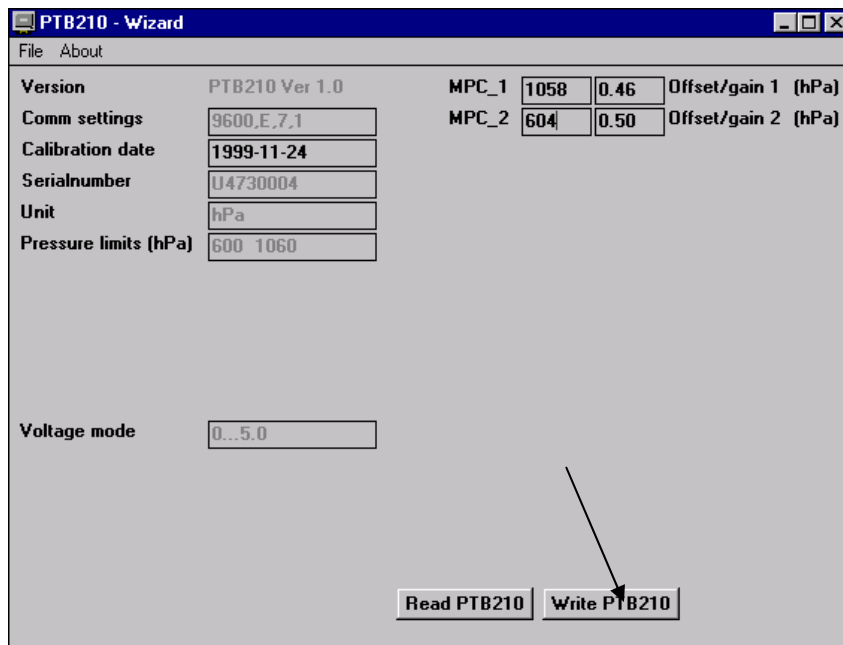 PTB210 - Wizard
File About
Version PTB210 Ver 1.0 MPC_1 1058 0.46 Offset/gain 1 (hPa)
Comm settings 9600,E,7,1 MPC_2 604 0.50 Offset/gain 2 (hPa)
Calibration date 1999-11-24
Serialnumber U4730004
Unit hPa
Pressure limits (hPa) 600 1060
Voltage mode 0...5.0
Read PTB210 Write PTB210